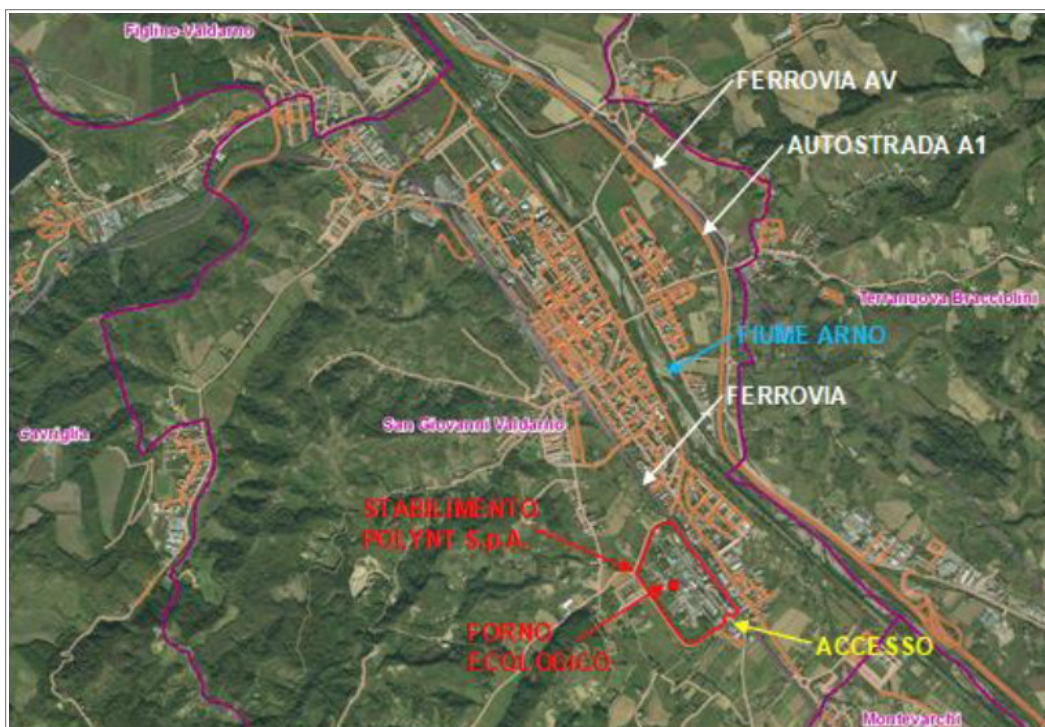 Figline Valdarno
FERROVIA AV
AUTOSTRADA A1
Terranuova Bracciolini
FIUME ARNO
FERROVIA
San Giovanni Valdarno
Cavriglia
STABILIMENTO
POLYNT S.p.A.
FORNO
ECOLOGICO
ACCESSO
Montevarchi